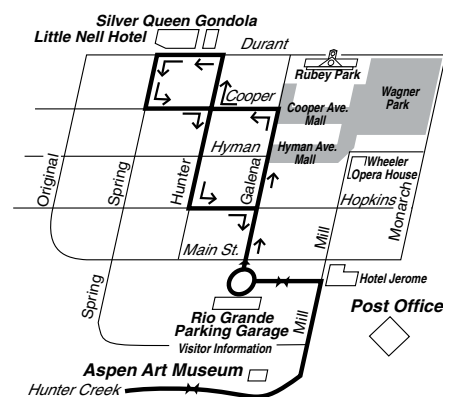 Silver Queen Gondola
Little Nell Hotel
Durant
Rubey Park
Cooper
Cooper Ave.
Mall
Wagner
Park
Hyman
Hyman Ave.
Mall
Wheeler
Opera House
Original
Spring
Hunter
Galena
Hopkins
Monarch
Mill
Main St.
Hotel Jerome
Spring
Rio Grande
Parking Garage
Visitor Information
Mill
Post Office
Aspen Art Museum
Hunter Creek